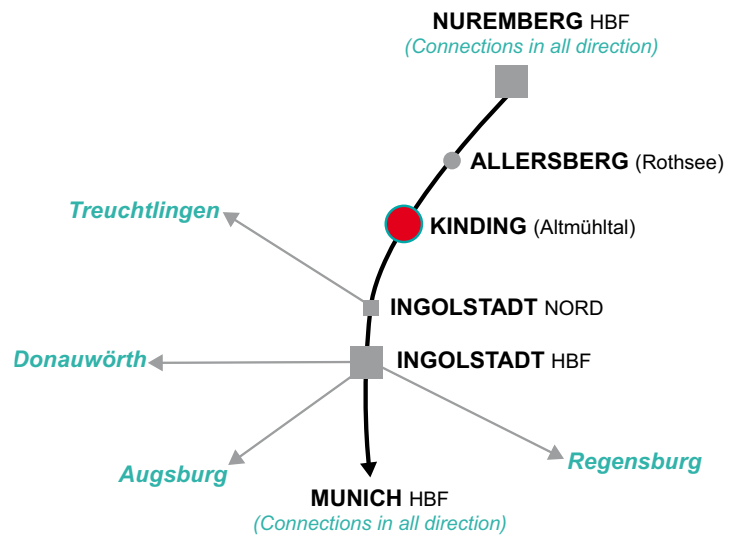 NUREMBERG HBF
(Connections in all direction)
ALLERSBERG (Rothsee)
Treuchtlingen
KINDING (Altmühltal)
INGOLSTADT NORD
Donauwörth
INGOLSTADT HBF
Augsburg
Regensburg
MUNICH HBF
(Connections in all direction)